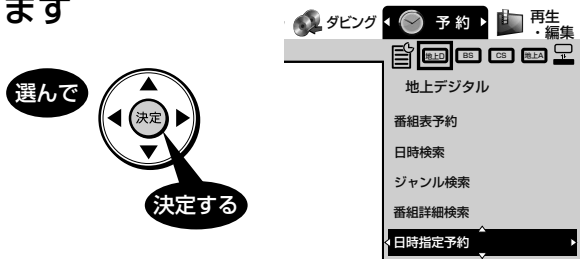 ます
選んで
決定
決定する
ダビング
予約
再生
・編集
地上D BS CS 地上A
地上デジタル
番組表予約
日時検索
ジャンル検索
番組詳細検索
日時指定予約